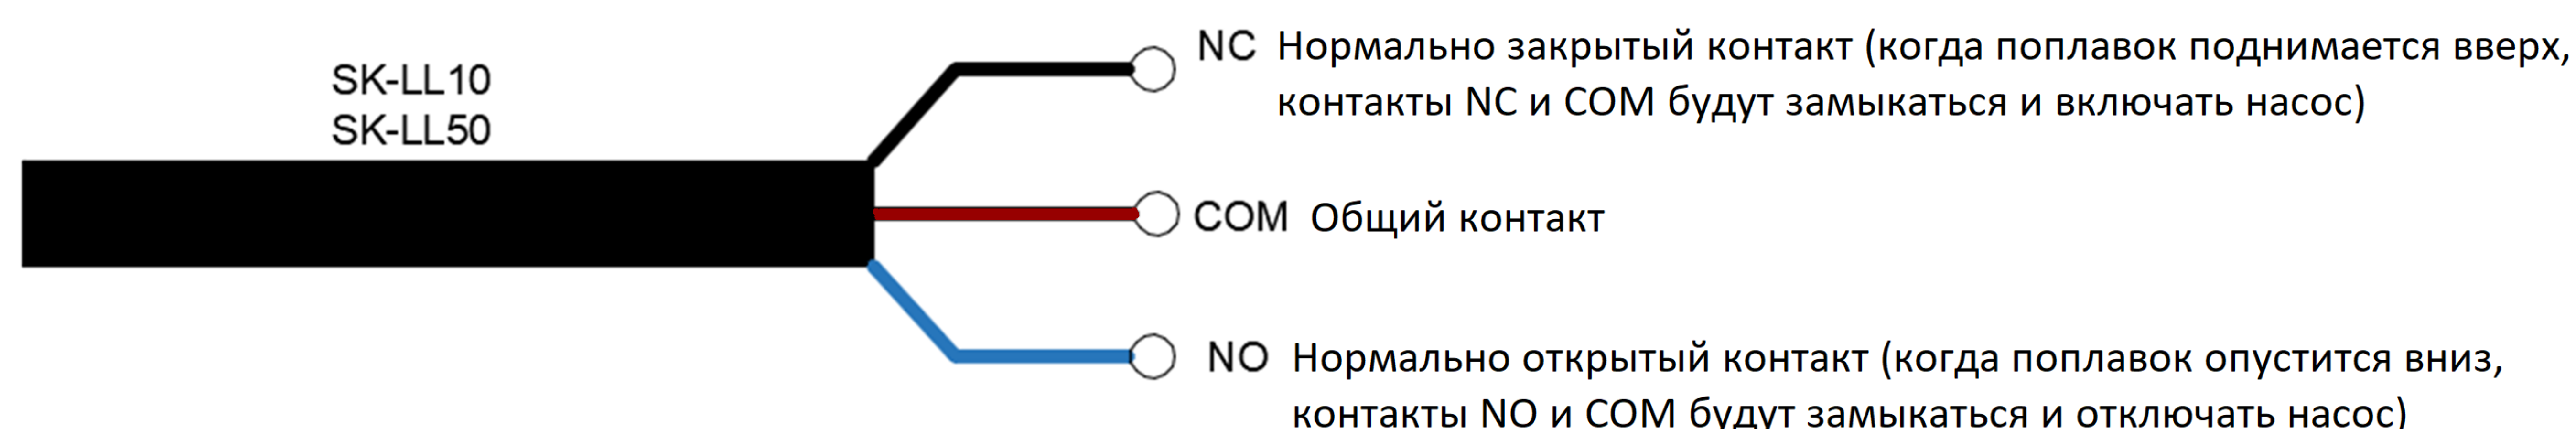 SK-LL10
SK-LL50
NC Нормально закрытый контакт (когда поплавок поднимается вверх,
контакты NC и COM будут замыкаться и включать насос)
COM Общий контакт
NO Нормально открытый контакт (когда поплавок опустится вниз,
контакты NO и COM будут замыкаться и отключать насос)